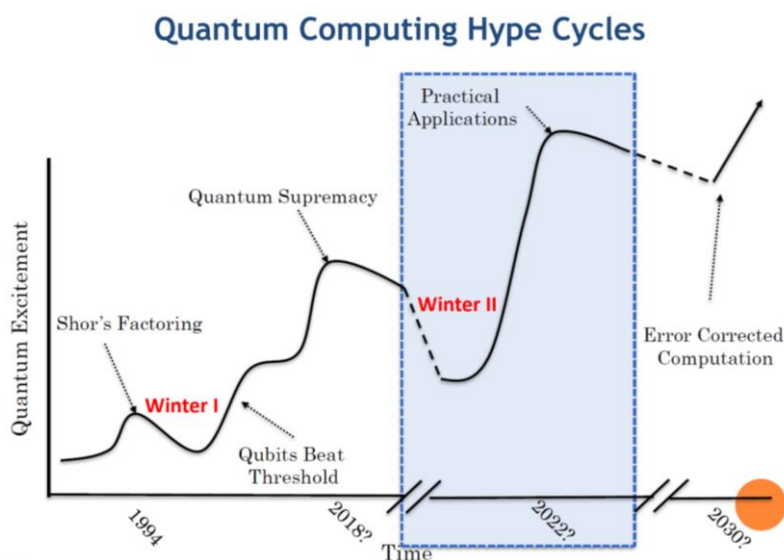 Quantum Computing Hype Cycles
Practical
Applications
Quantum Supremacy
Winter II
Shor's Factoring
Winter I
Error Corrected
Computation
Qubits Beat
Threshold
Quantum Excitement
1994
2018?
2022?
2030?
Time